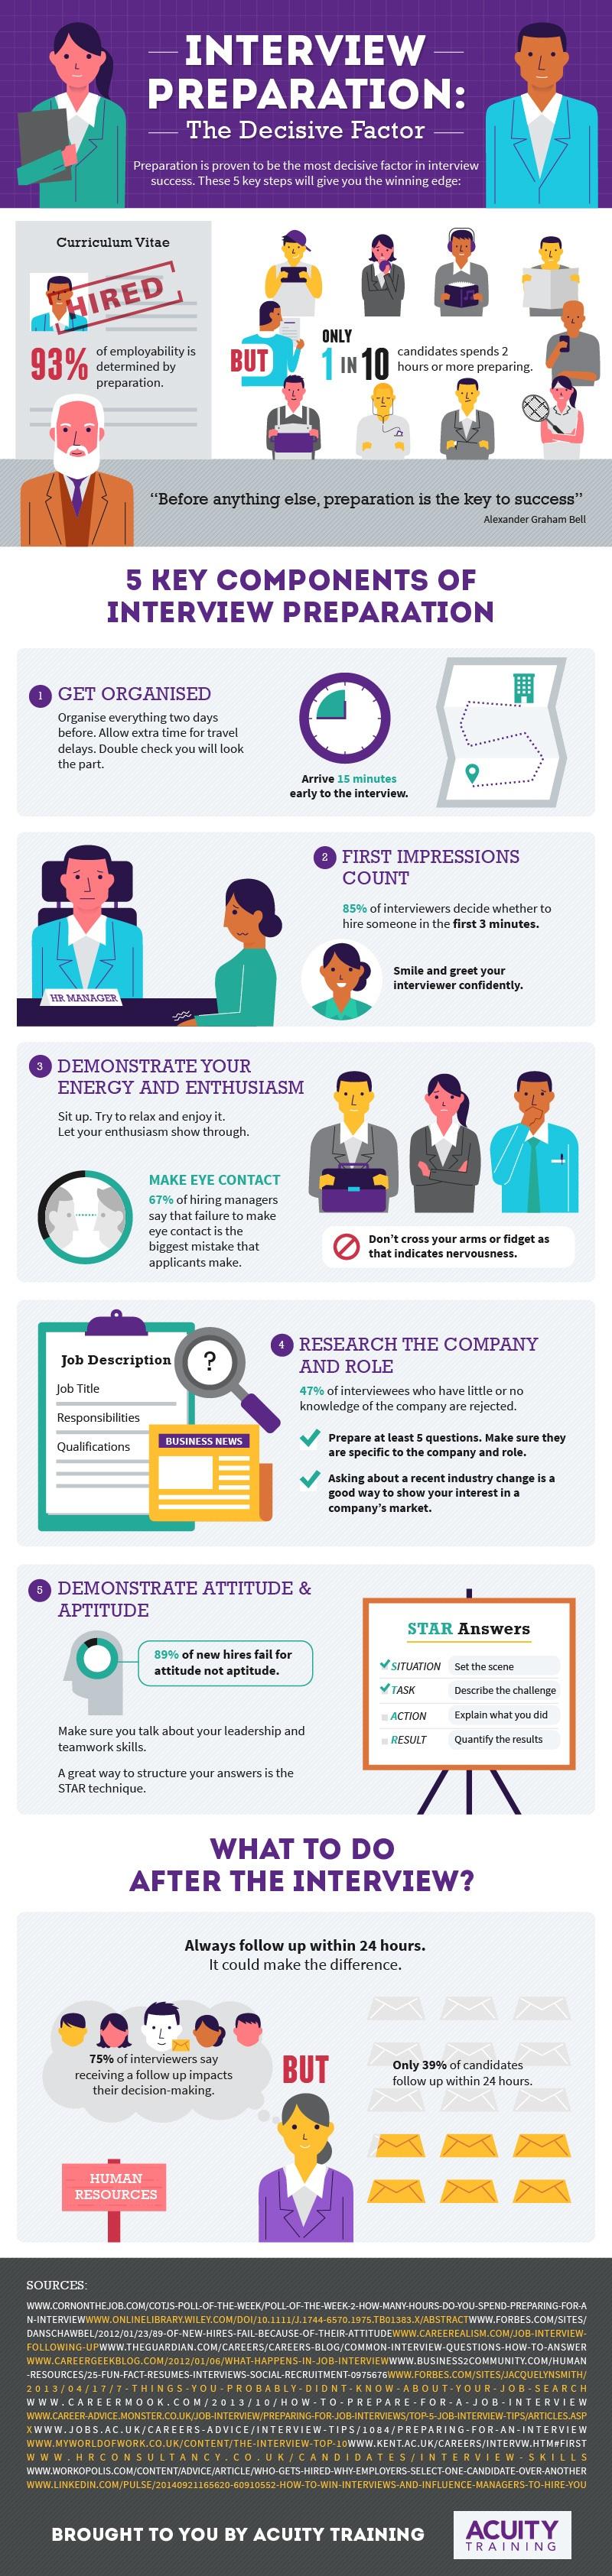 INTERVIEW
PREPARATION:
The Decisive Factor
Preparation is proven to be the most decisive factor in interview
success. These 5 key steps will give you the winning edge:
Curriculum Vitae
HIRED
93%
of employability is
determined by
preparation.
BUT
ONLY
1 IN 10
candidates spends 2
hours or more preparing.
“Before anything else, preparation is the key to success”
Alexander Graham Bell
5 KEY COMPONENTS OF
INTERVIEW PREPARATION
1 GET ORGANISED
Organise everything two days
before. Allow extra time for travel
delays. Double check you will look
the part.
Arrive 15 minutes
early to the interview.
2 FIRST IMPRESSIONS
COUNT
85% of interviewers decide whether to
hire someone in the first 3 minutes.
HR MANAGER
Smile and greet your
interviewer confidently.
3 DEMONSTRATE YOUR
ENERGY AND ENTHUSIASM
Sit up. Try to relax and enjoy it.
Let your enthusiasm show through.
MAKE EYE CONTACT
67% of hiring managers
say that failure to make
eye contact is the
biggest mistake that
applicants make.
Don’t cross your arms or fidget as
that indicates nervousness.
Job Description
Job Title
Responsibilities
Qualifications
?
BUSINESS NEWS
4 RESEARCH THE COMPANY
AND ROLE
47% of interviewees who have little or no
knowledge of the company are rejected.
Prepare at least 5 questions. Make sure they
are specific to the company and role.
Asking about a recent industry change is a
good way to show your interest in a
company’s market.
5 DEMONSTRATE ATTITUDE &
APTITUDE
89% of new hires fail for
attitude not aptitude.
Make sure you talk about your leadership and
teamwork skills.
A great way to structure your answers is the
STAR technique.
STAR Answers
SITUATION Set the scene
TASK Describe the challenge
ACTION Explain what you did
RESULT Quantify the results
WHAT TO DO
AFTER THE INTERVIEW?
Always follow up within 24 hours.
It could make the difference.
75% of interviewers say
receiving a follow up impacts
their decision-making.
BUT
Only 39% of candidates
follow up within 24 hours.
HUMAN
RESOURCES
SOURCES:
WWW.CORNONTHEJOB.COM/COTJS-POLL-OF-THE-WEEK/POLL-OF-THE-WEEK-2-HOW-MANY-HOURS-DO-YOU-SPEND-PREPARING-FOR-A
N-INTERVIEWWWW.ONLINELIBRARY.WILEY.COM/DOI/10.1111/J.1744-6570.1975.TB01383.X/ABSTRACTWWW.FORBES.COM/SITES/
DANSCHAWBEL/2012/01/23/89-OF-NEW-HIRES-FAIL-BECAUSE-OF-THEIR-ATTITUDEWWW.CAREEREALISM.COM/JOB-INTERVIEW-
FOLLOWING-UPWWW.THEGUARDIAN.COM/CAREERS/CAREERS-BLOG/COMMON-INTERVIEW-QUESTIONS-HOW-TO-ANSWER
WWW.CAREERGEEKBLOG.COM/2012/01/06/WHAT-HAPPENS-IN-JOB-INTERVIEWWWW.BUSINESS2COMMUNITY.COM/HUMAN
-RESOURCES/25-FUN-FACT-RESUMES-INTERVIEWS-SOCIAL-RECRUITMENT-0975676WWW.FORBES.COM/SITES/JACQUELYNSMITH/
2013/04/17/7-THINGS-YOU-PROBABLY-DIDNT-KNOW-ABOUT-YOUR-JOB-SEARCH
WWW.CAREERMOOK.COM/2013/10/HOW-TO-PREPARE-FOR-A-JOB-INTERVIEW
WWW.CAREER-ADVICE.MONSTER.CO.UK/JOB-INTERVIEW/PREPARING-FOR-JOB-INTERVIEWS/TOP-5-JOB-INTERVIEW-TIPS/ARTICLES.ASP
XWWW.JOBS.AC.UK/CAREERS-ADVICE/INTERVIEW-TIPS/1084/PREPARING-FOR-AN-INTERVIEW
WWW.MYWORLDOFWORK.CO.UK/CONTENT/THE-INTERVIEW-TOP-10WWW.KENT.AC.UK/CAREERS/INTERVW.HTM#FIRST
WWW.HRCONSULTANCY.CO.UK/CANDIDATES/INTERVIEW-SKILLS
WWW.WORKOPOLIS.COM/CONTENT/ADVICE/ARTICLE/WHO-GETS-HIRED-WHY-EMPLOYERS-SELECT-ONE-CANDIDATE-OVER-ANOTHER
WWW.LINKEDIN.COM/PULSE/20140921165620-60910552-HOW-TO-WIN-INTERVIEWS-AND-INFLUENCE-MANAGERS-TO-HIRE-YOU
BROUGHT TO YOU BY ACUITY TRAINING
ACUITY
TRAINING